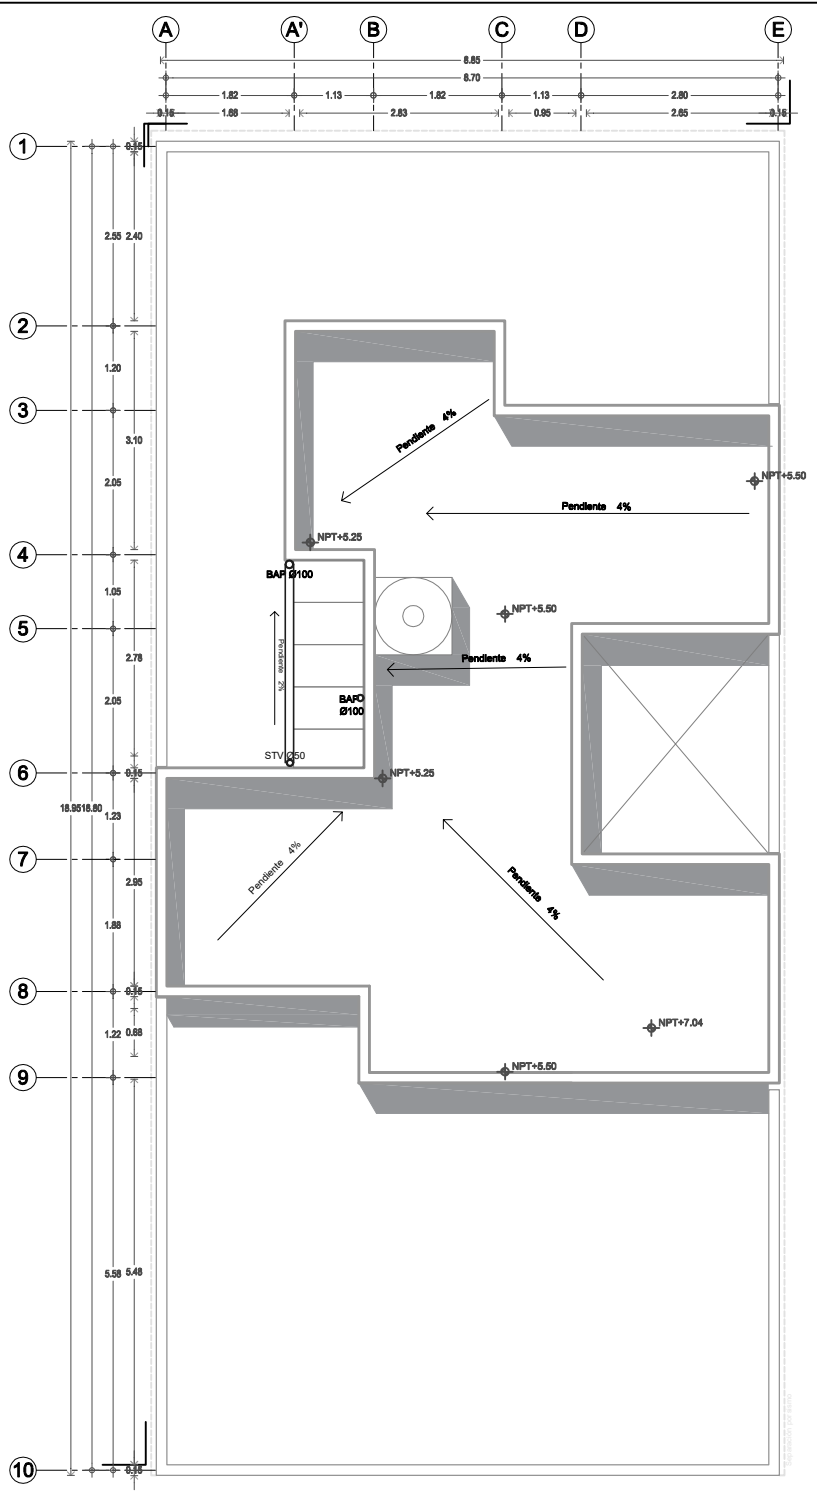 A A' B C D E
8.85
8.70
1.82 1.13 1.82 1.13 2.80
0.15 1.68 2.83 0.95 2.65 0.15
1
0.15
2.55 2.40
2
1.20
3
3.10
Pendiente 4%
2.05
NPT+5.50
Pendiente 4%
NPT+5.25
4
BAP Ø100
1.05
5
NPT+5.50
2.78
Pendiente 2%
Pendiente 4%
2.05
BAP
Ø100
STV Ø50
6
0.15
NPT+5.25
18.95 18.80
1.23
Pendiente 4%
7
2.95
Pendiente 4%
1.88
8
0.15
1.22 0.68
NPT+7.04
9
NPT+5.50
5.58 5.48
10
0.15